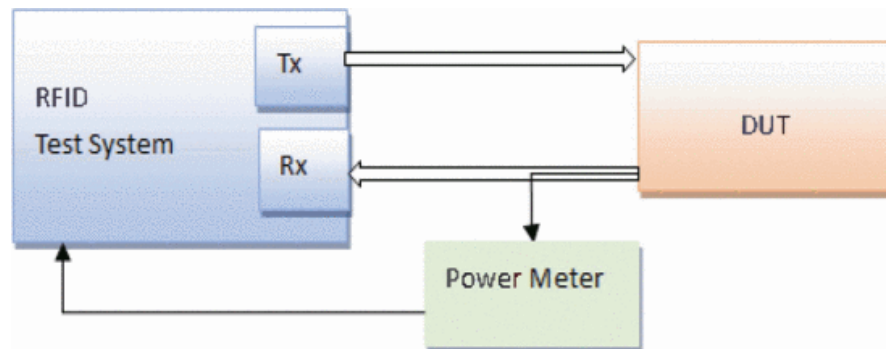 RFID
Test System
Tx
Rx
DUT
Power Meter